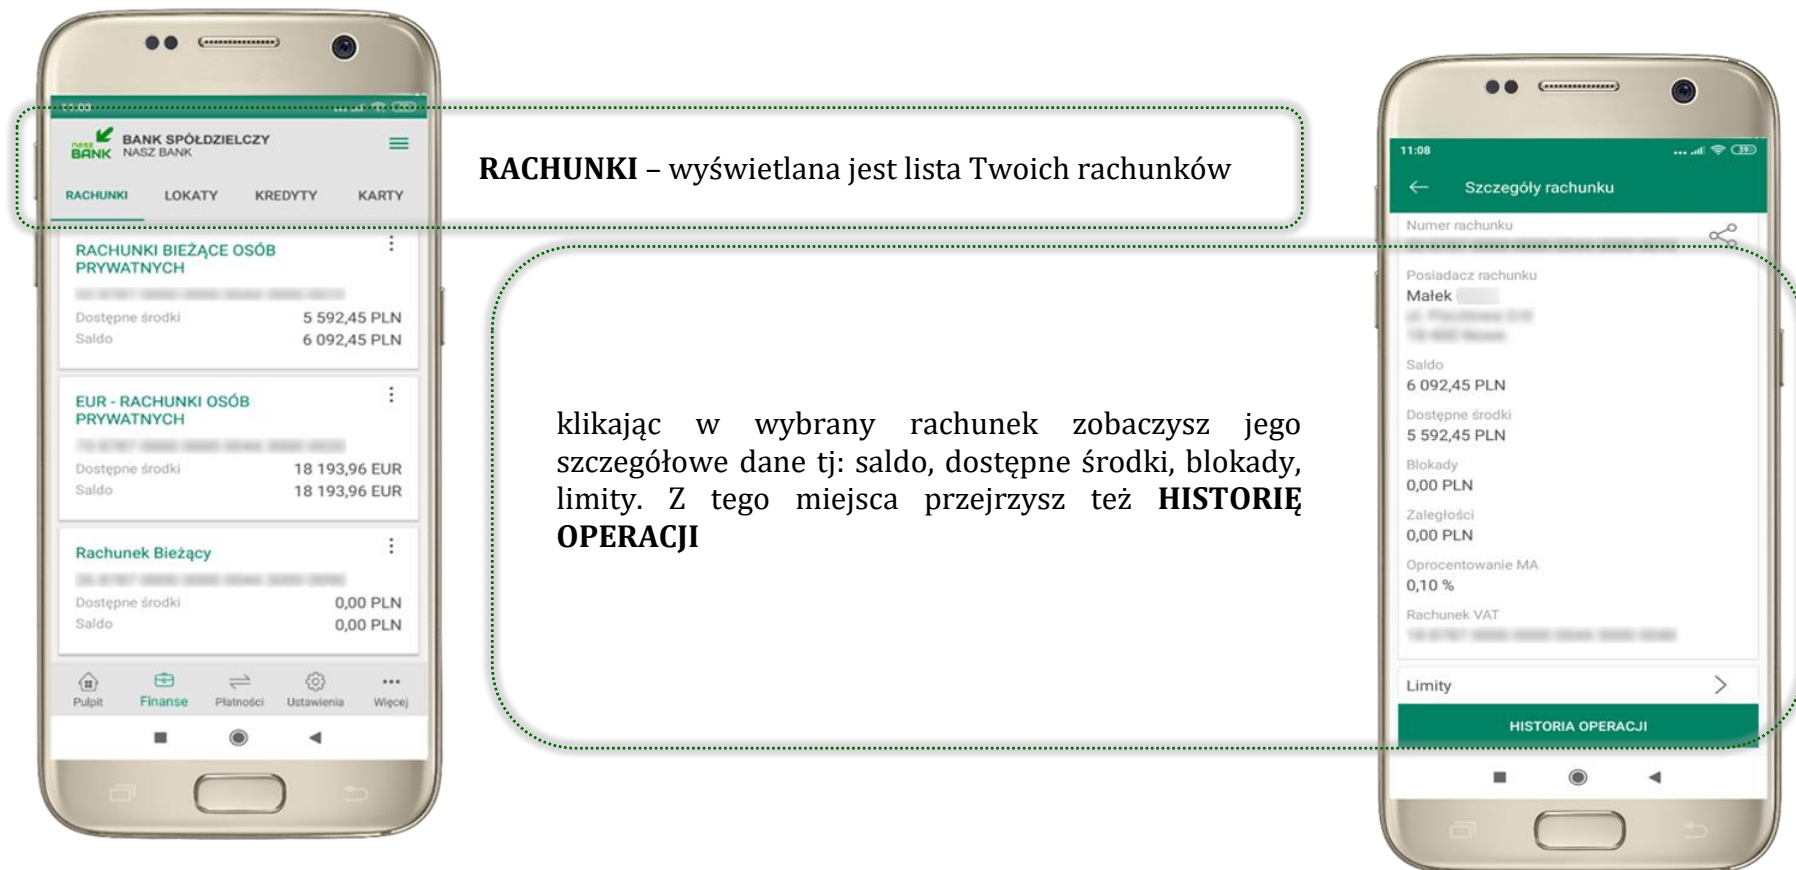 11:03
nasz BANK
BANK SPÓŁDZIELCZY
NASZ BANK
RACHUNKI LOKATY KREDYTY KARTY
RACHUNKI BIEŻĄCE OSÓB
PRYWATNYCH
Dostępne środki 5 592,45 PLN
Saldo 6 092,45 PLN
EUR - RACHUNKI OSÓB
PRYWATNYCH
Dostępne środki 18 193,96 EUR
Saldo 18 193,96 EUR
Rachunek Bieżący
Dostępne środki 0,00 PLN
Saldo 0,00 PLN
Pulpit Finanse Płatności Ustawienia Więcej
RACHUNKI – wyświetlana jest lista Twoich rachunków
klikając w wybrany rachunek zobaczysz jego
szczegółowe dane tj: saldo, dostępne środki, blokady,
limity. Z tego miejsca przejrzysz też HISTORIĘ
OPERACJI
11:08 39
Szczegóły rachunku
Numer rachunku
Posiadacz rachunku
Małek
Saldo
6 092,45 PLN
Dostępne środki
5 592,45 PLN
Blokady
0,00 PLN
Zaległości
0,00 PLN
Oprocentowanie MA
0,10 %
Rachunek VAT
Limity
HISTORIA OPERACJI